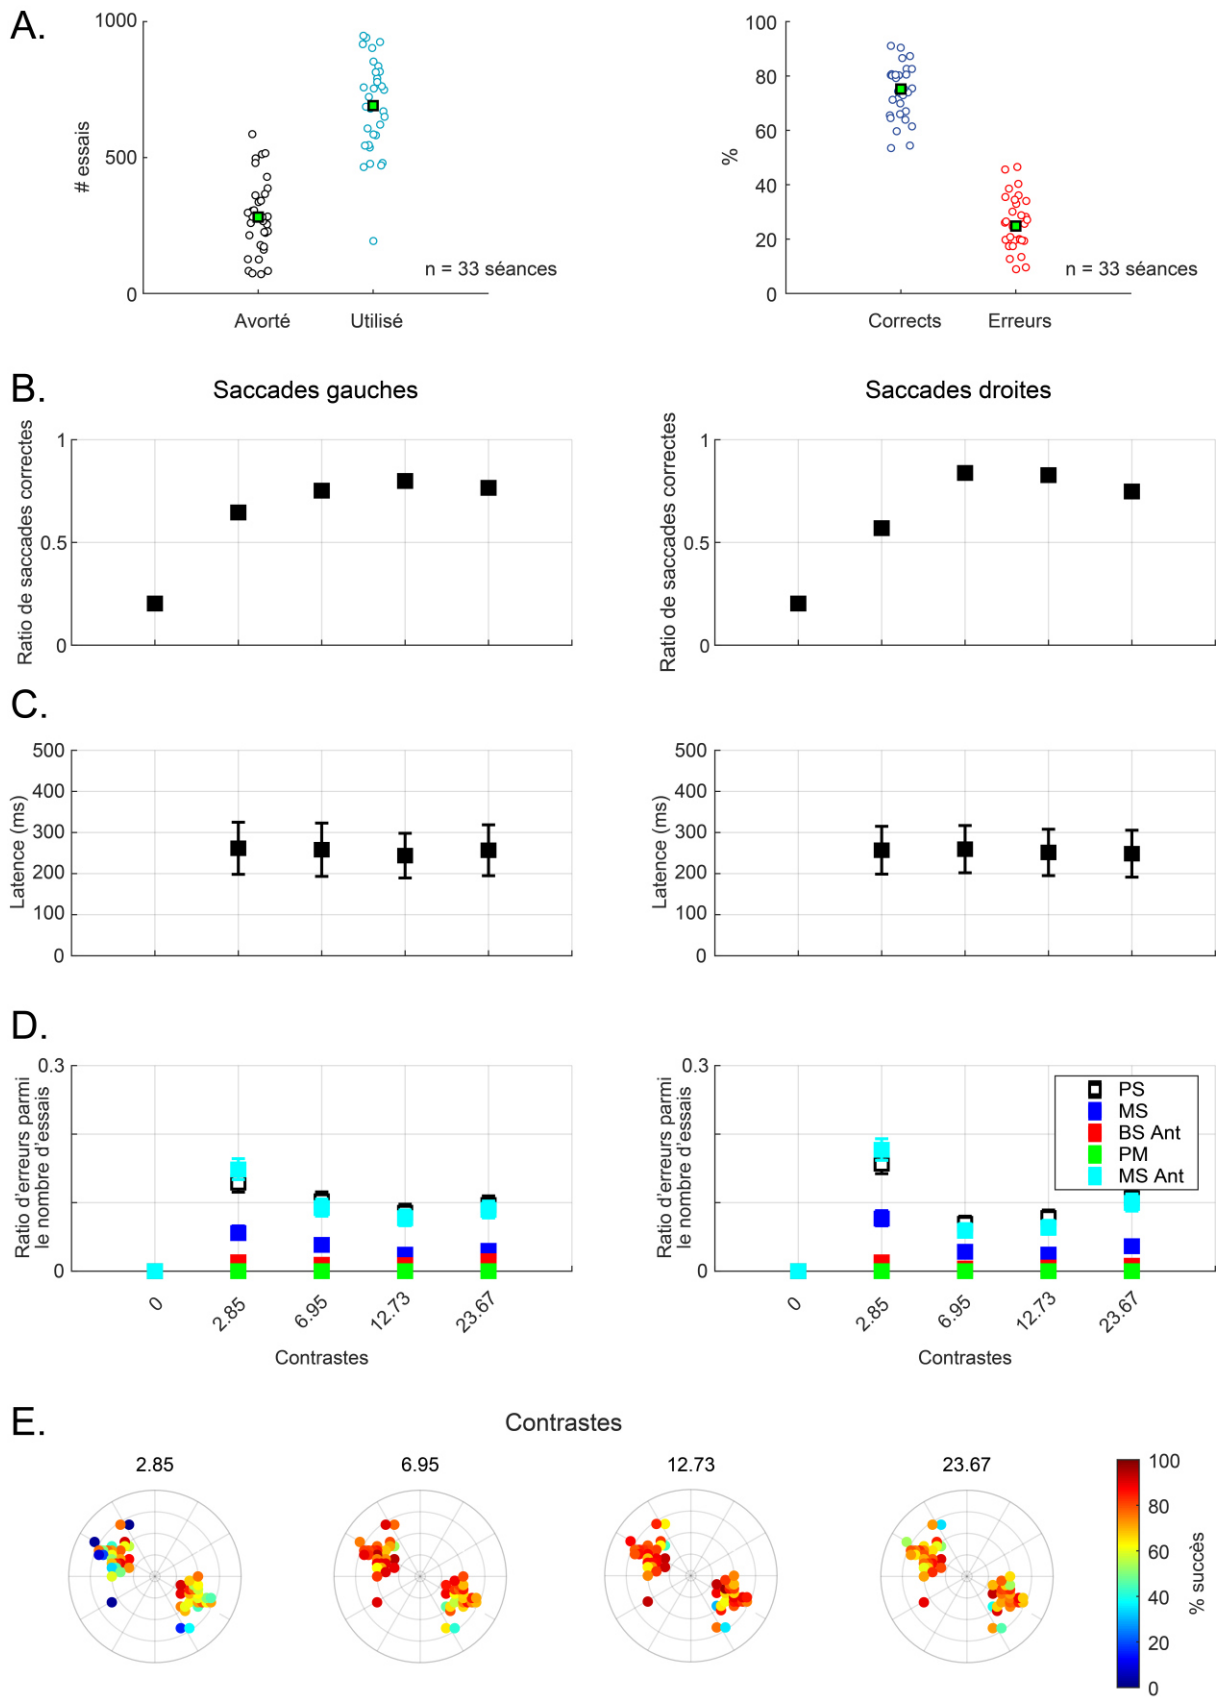 A.
1000
500
0
# essais
Avorté
Utilisé
n = 33 séances
100
80
60
40
20
0
%
Corrects
Erreurs
n = 33 séances
B.
Saccades gauches
Saccades droites
Ratio de saccades correctes
1
0.5
0
Ratio de saccades correctes
1
0.5
0
C.
Latence (ms)
500
400
300
200
100
0
Latence (ms)
500
400
300
200
100
0
D.
Ratio d'erreurs parmi
le nombre d'essais
0.3
0
0
2.85
6.95
12.73
23.67
Contrastes
Ratio d'erreurs parmi
le nombre d'essais
0.3
0
PS
MS
BS Ant
PM
MS Ant
0
2.85
6.95
12.73
23.67
Contrastes
E.
Contrastes
2.85
6.95
12.73
23.67
100
80
60
40
20
0
% succès